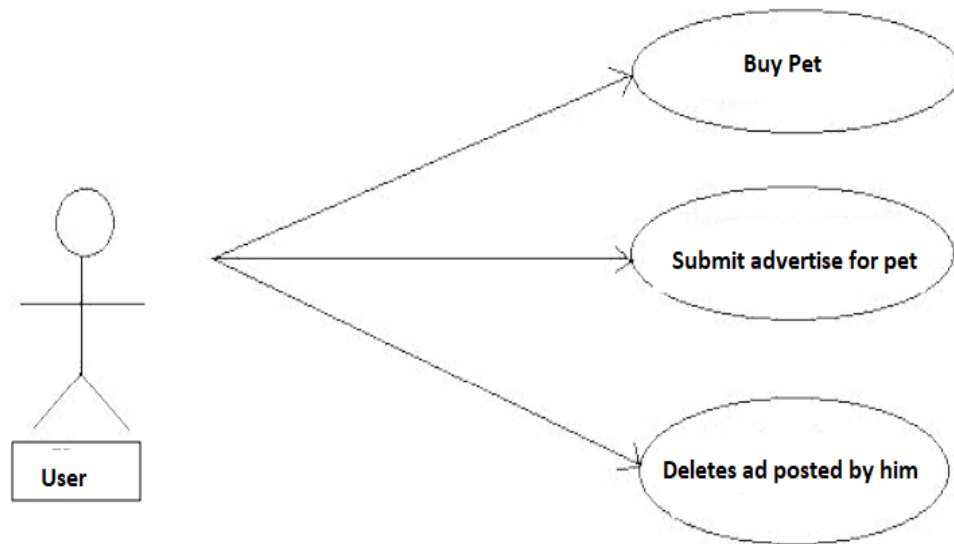 Buy Pet
Submit advertise for pet
Deletes ad posted by him
User